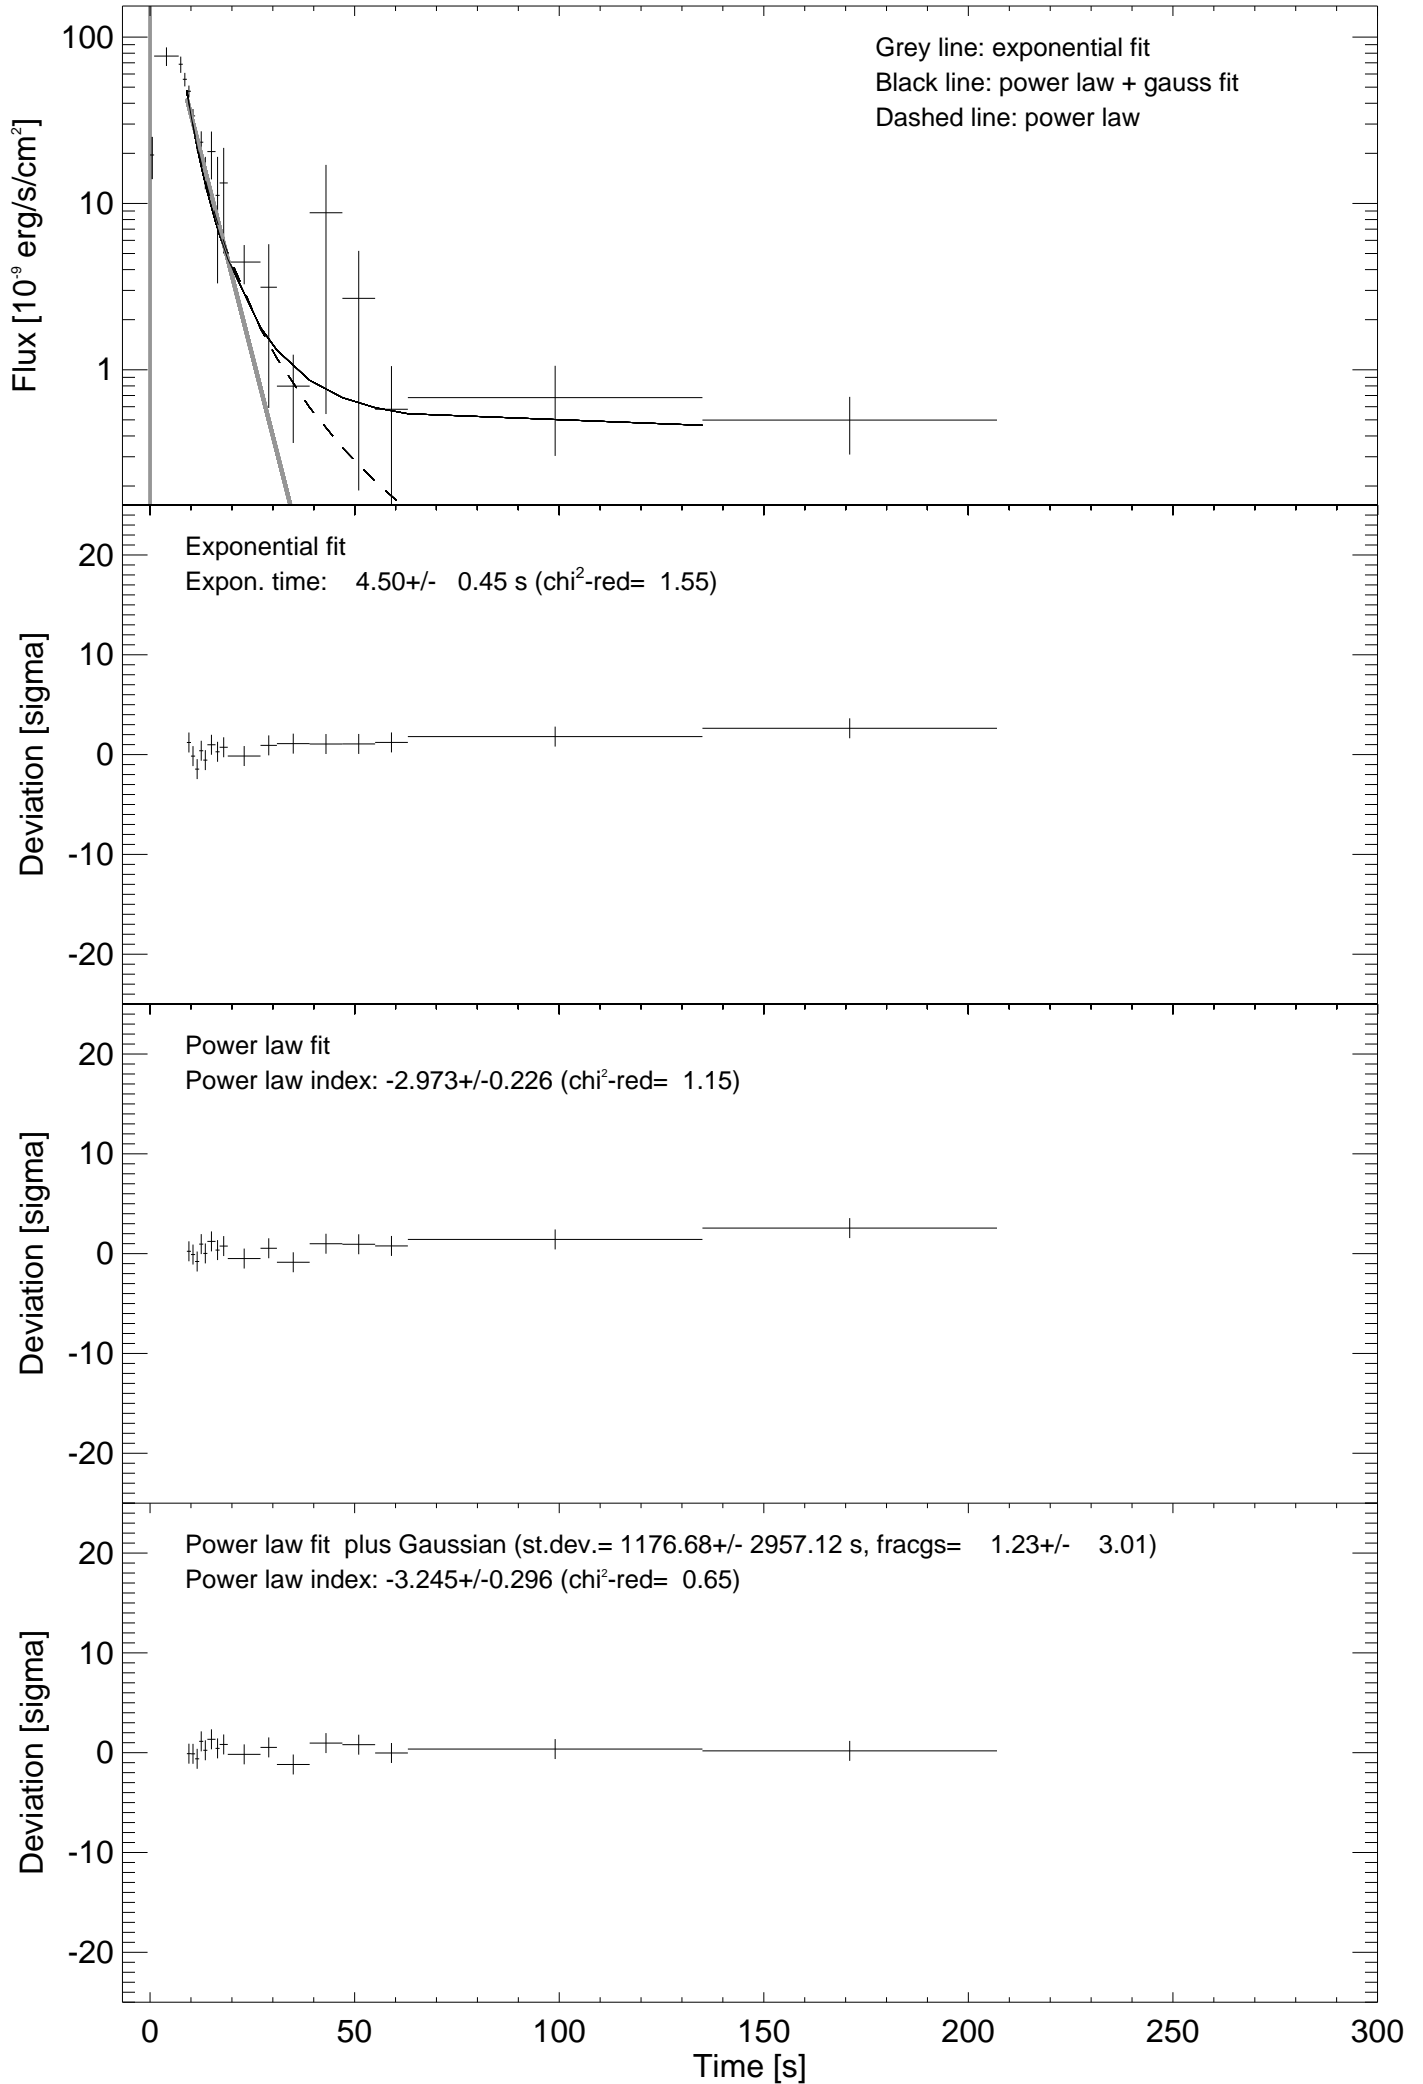 100
10
1
Flux [10⁻⁹ erg/s/cm²]
Grey line: exponential fit
Black line: power law + gauss fit
Dashed line: power law
20
10
0
-10
-20
Deviation [sigma]
Exponential fit
Expon. time: 4.50+/- 0.45 s (chi²-red= 1.55)
20
10
0
-10
-20
Deviation [sigma]
Power law fit
Power law index: -2.973+/-0.226 (chi²-red= 1.15)
20
10
0
-10
-20
Deviation [sigma]
Power law fit plus Gaussian (st.dev.= 1176.68+/- 2957.12 s, fracgs= 1.23+/- 3.01)
Power law index: -3.245+/-0.296 (chi²-red= 0.65)
0 50 100 150 200 250 300
Time [s]